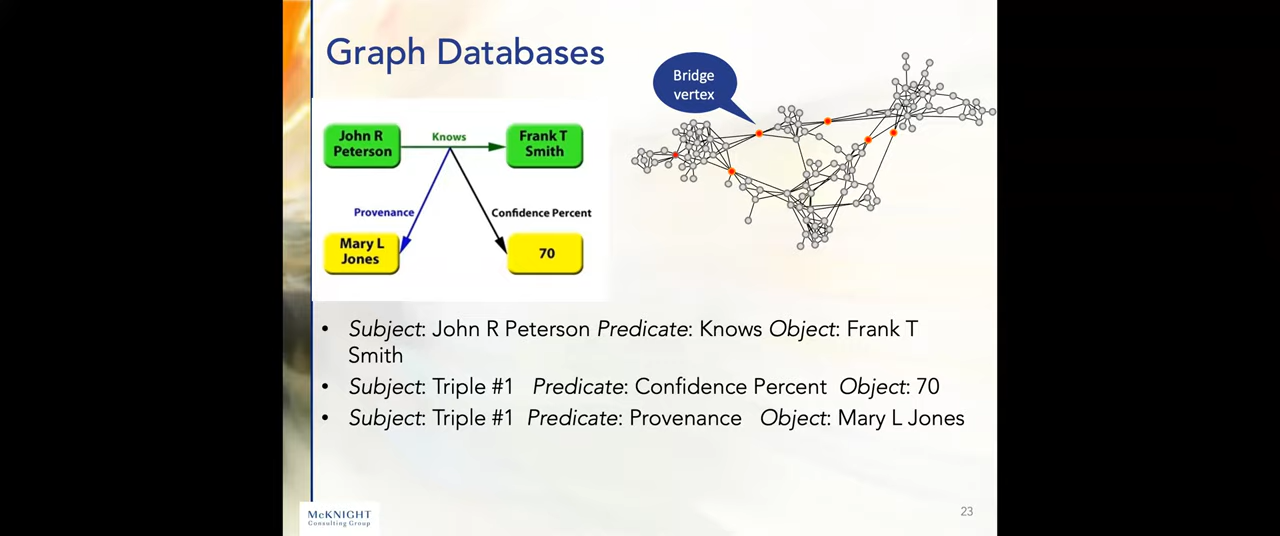 Graph Databases
Bridge
vertex
John R
Peterson
Knows
Frank T
Smith
Provenance
Confidence Percent
Mary L
Jones
70
• Subject: John R Peterson Predicate: Knows Object: Frank T
Smith
• Subject: Triple #1 Predicate: Confidence Percent Object: 70
• Subject: Triple #1 Predicate: Provenance Object: Mary L Jones
McKNIGHT
Consulting Group
23